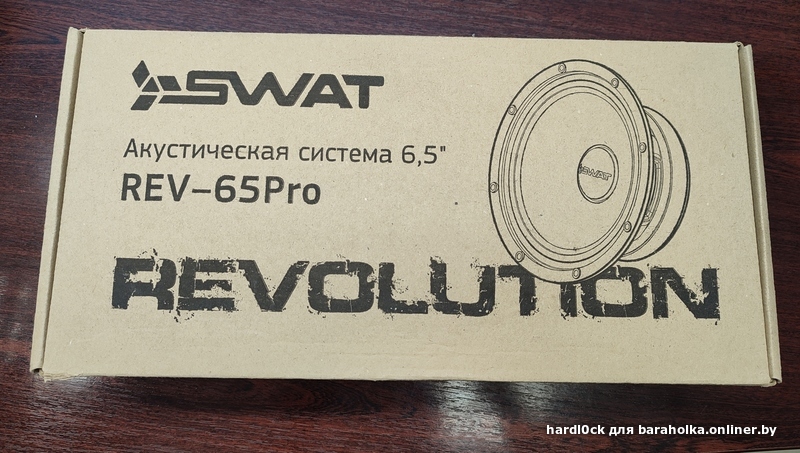 SWAT
Акустическая система 6,5"
REV–65Pro
SWAT
REVOLUTION
hardl0ck для baraholka.onliner.by